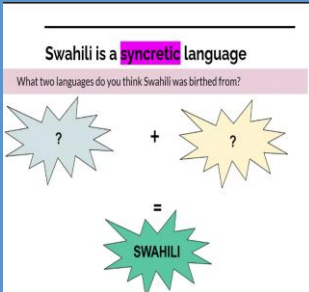 Swahili is a syncretic language
What two languages do you think Swahili was birthed from?
? + ?
=
SWAHILI